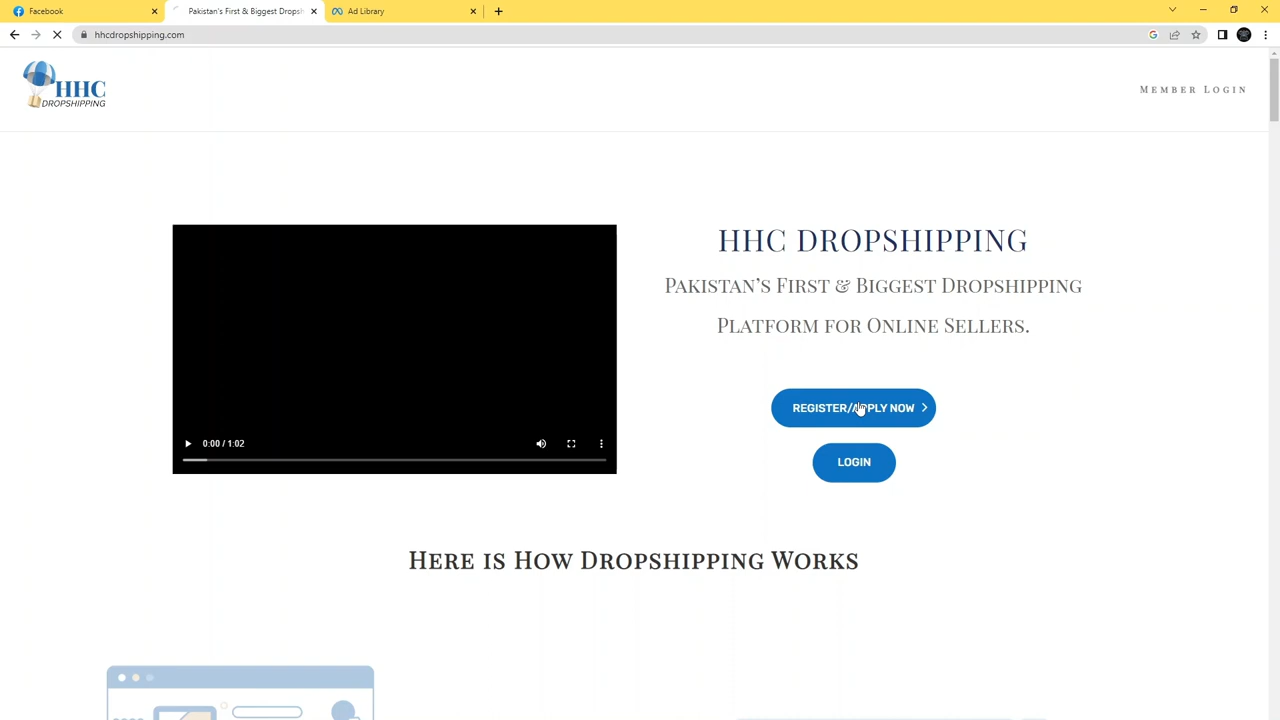 Facebook
Pakistan's First & Biggest Dropsh
Ad Library
hhcdropshipping.com
HHC
DROPSHIPPING
Member Login
HHC DROPSHIPPING
Pakistan's First & Biggest Dropshipping
Platform for Online Sellers.
REGISTER/APPLY NOW
0:00 / 1:02
LOGIN
Here is How Dropshipping Works